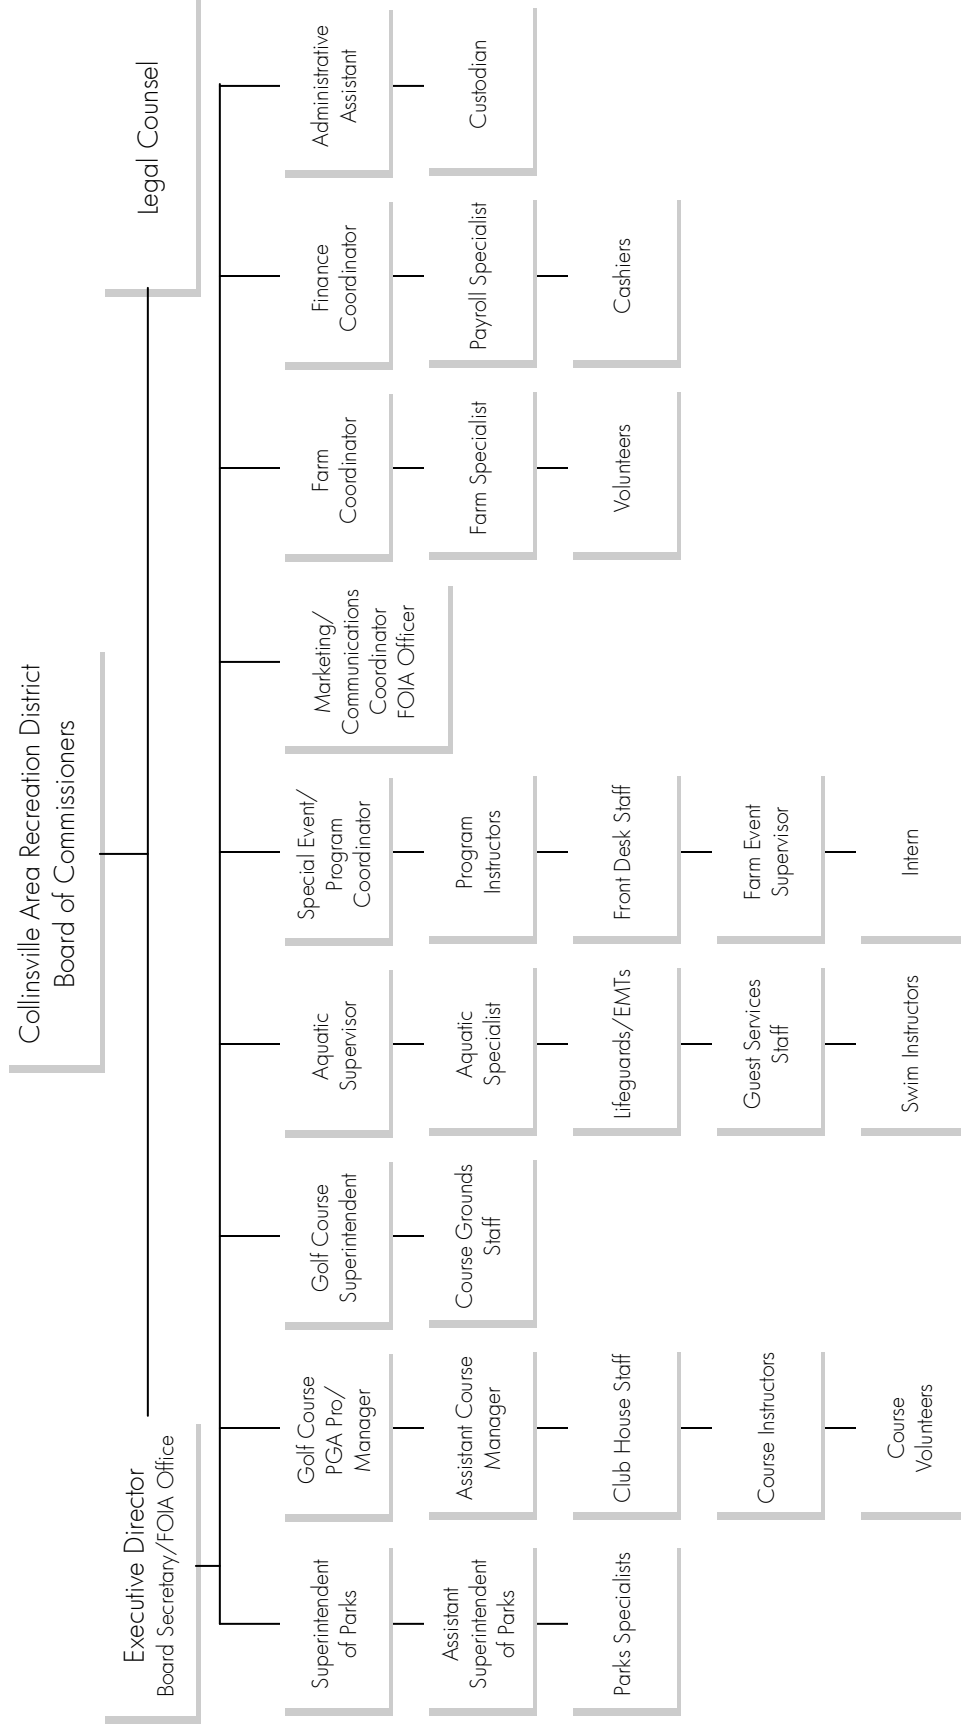 Collinsville Area Recreation District
Board of Commissioners
Executive Director
Board Secretary/FOIA Office
Legal Counsel
Superintendent
of Parks
Assistant
Superintendent
of Parks
Parks Specialists
Golf Course
PGA Pro/
Manager
Assistant Course
Manager
Club House Staff
Course Instructors
Course
Volunteers
Golf Course
Superintendent
Course Grounds
Staff
Aquatic
Supervisor
Aquatic
Specialist
Lifeguards/EMTs
Guest Services
Staff
Swim Instructors
Special Event/
Program
Coordinator
Program
Instructors
Front Desk Staff
Farm Event
Supervisor
Intern
Marketing/
Communications
Coordinator
FOIA Officer
Farm
Coordinator
Farm Specialist
Volunteers
Finance
Coordinator
Payroll Specialist
Cashiers
Administrative
Assistant
Custodian